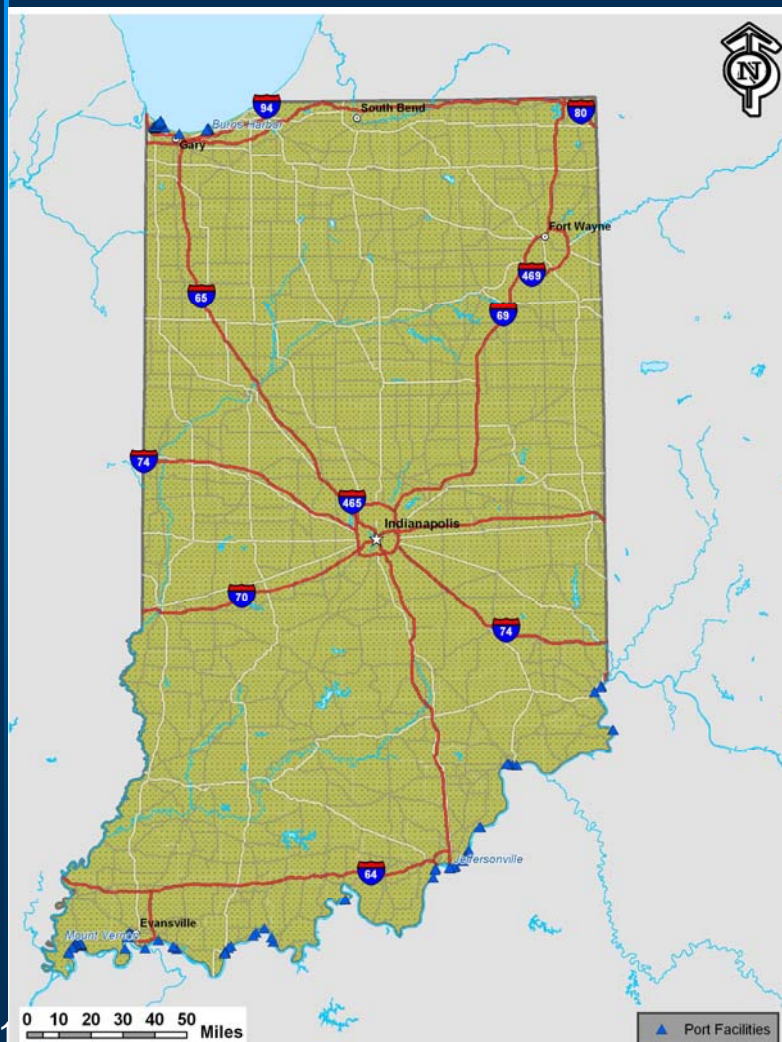 N
94
South Bend
80
Burns Harbor
Gary
Fort Wayne
469
65
69
74
465
Indianapolis
70
74
Jeffersonville
64
Evansville
Mount Vernon
1
0 10 20 30 40 50 Miles
Port Facilities